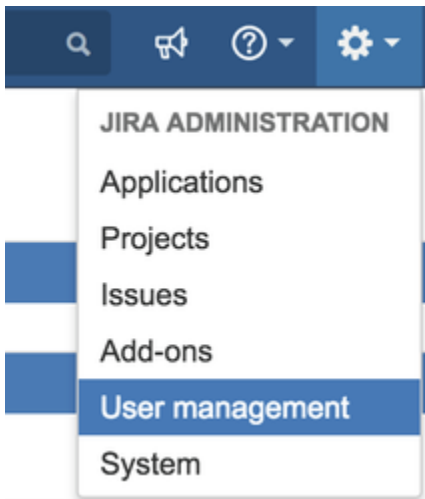 JIRA ADMINISTRATION
Applications
Projects
Issues
Add-ons
User management
System